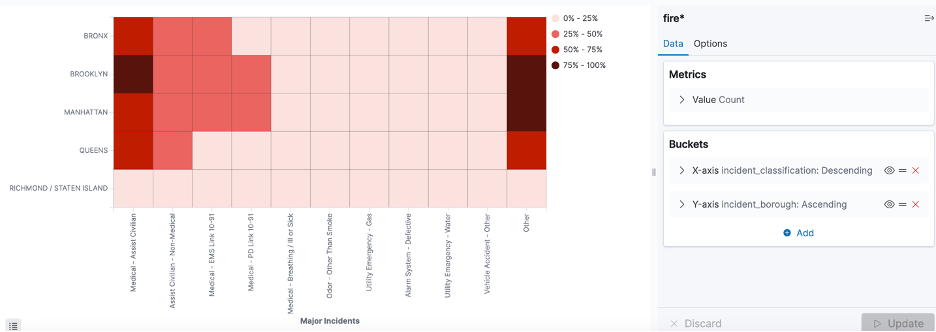 BRONX
BROOKLYN
MANHATTAN
QUEENS
RICHMOND / STATEN ISLAND
Medical - Assist Civilian
Assist Civilian - Non-Medical
Medical - EMS Link 10-91
Medical - PD Link 10-91
Medical - Breathing / Ill or Sick
Odor - Other Than Smoke
Utility Emergency - Gas
Alarm System - Defective
Utility Emergency - Water
Vehicle Accident - Other
Other
Major Incidents
0% - 25%
25% - 50%
50% - 75%
75% - 100%
fire*
Data Options
Metrics
Value Count
Buckets
X-axis incident_classification: Descending
Y-axis incident_borough: Ascending
Add
Discard Update